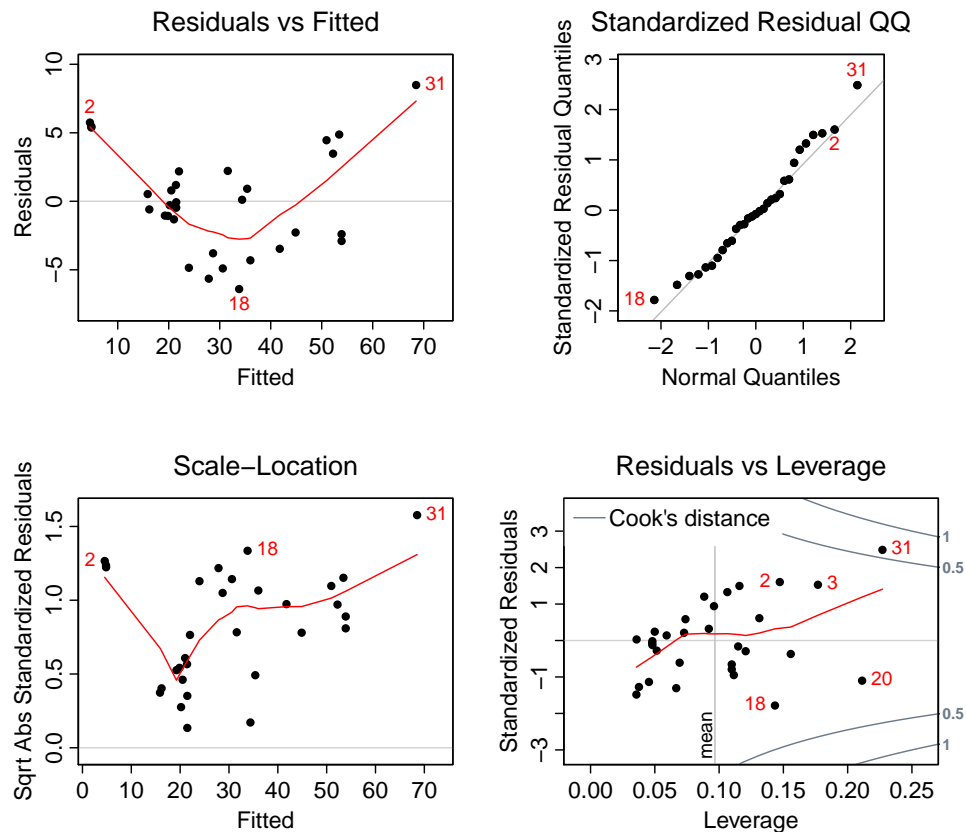 Residuals vs Fitted
Residuals
10
5
0
−5
2
31
18
10 20 30 40 50 60 70
Fitted
Standardized Residual QQ
Standardized Residual Quantiles
3
2
1
0
−1
−2
31
2
18
−2 −1 0 1 2
Normal Quantiles
Scale−Location
Sqrt Abs Standardized Residuals
1.5
1.0
0.5
0.0
2
18
31
0 10 20 30 40 50 60 70
Fitted
Residuals vs Leverage
Standardized Residuals
3
1
−1
−3
Cook's distance
1
0.5
31
2
3
20
18
0.5
1
mean
0.00 0.05 0.10 0.15 0.20 0.25
Leverage